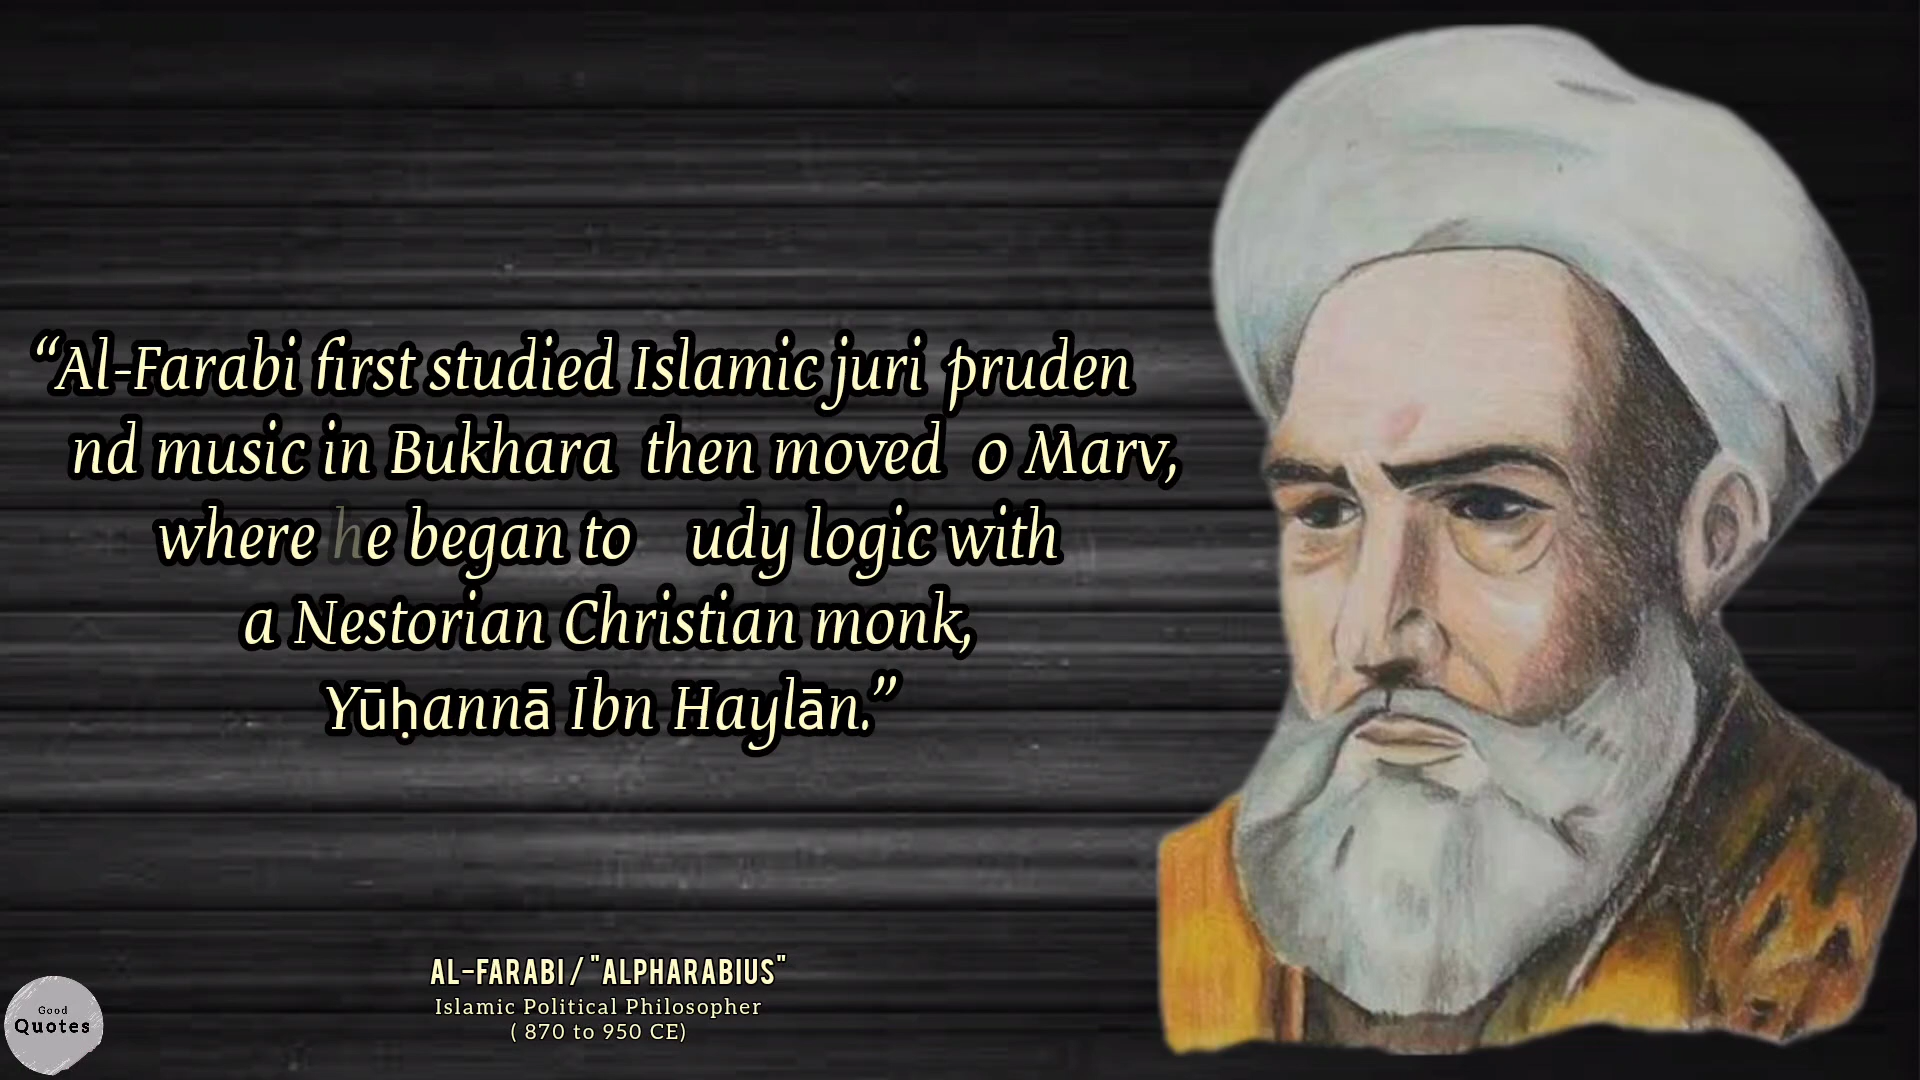 “Al-Farabi first studied Islamic juri pruden
nd music in Bukhara then moved o Marv,
where he began to udy logic with
a Nestorian Christian monk,
Yūḥannā Ibn Haylān.”
AL-FARABI / "ALPHARABIUS"
Islamic Political Philosopher
( 870 to 950 CE)
Good
Quotes